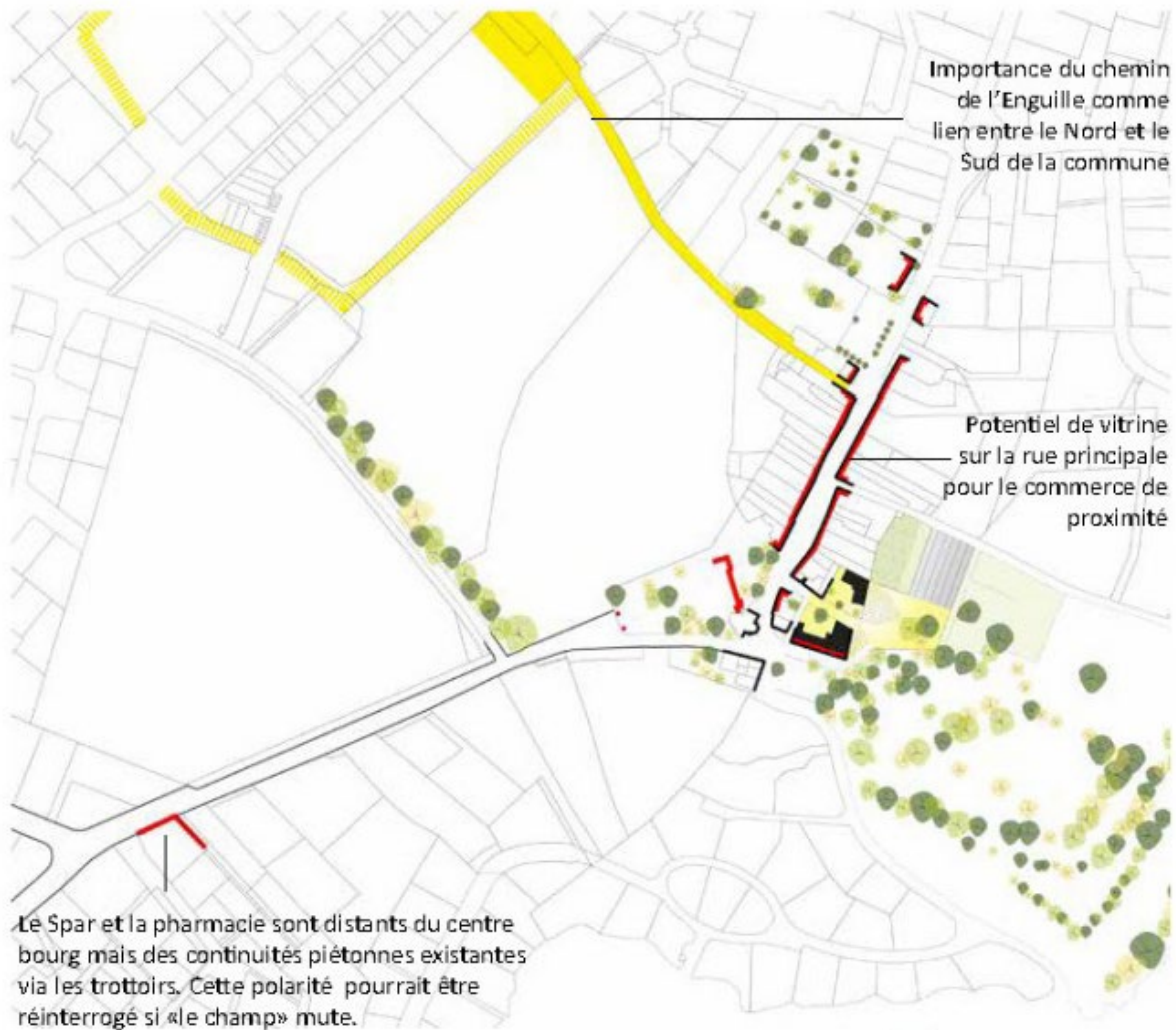 Importance du chemin
de l'Enguille comme
lien entre le Nord et le
Sud de la commune
Potentiel de vitrine
sur la rue principale
pour le commerce de
proximité
Le Spar et la pharmacie sont distants du centre
bourg mais des continuités piétonnes existantes
via les trottoirs. Cette polarité pourrait être
réinterrogé si «le champ» mute.